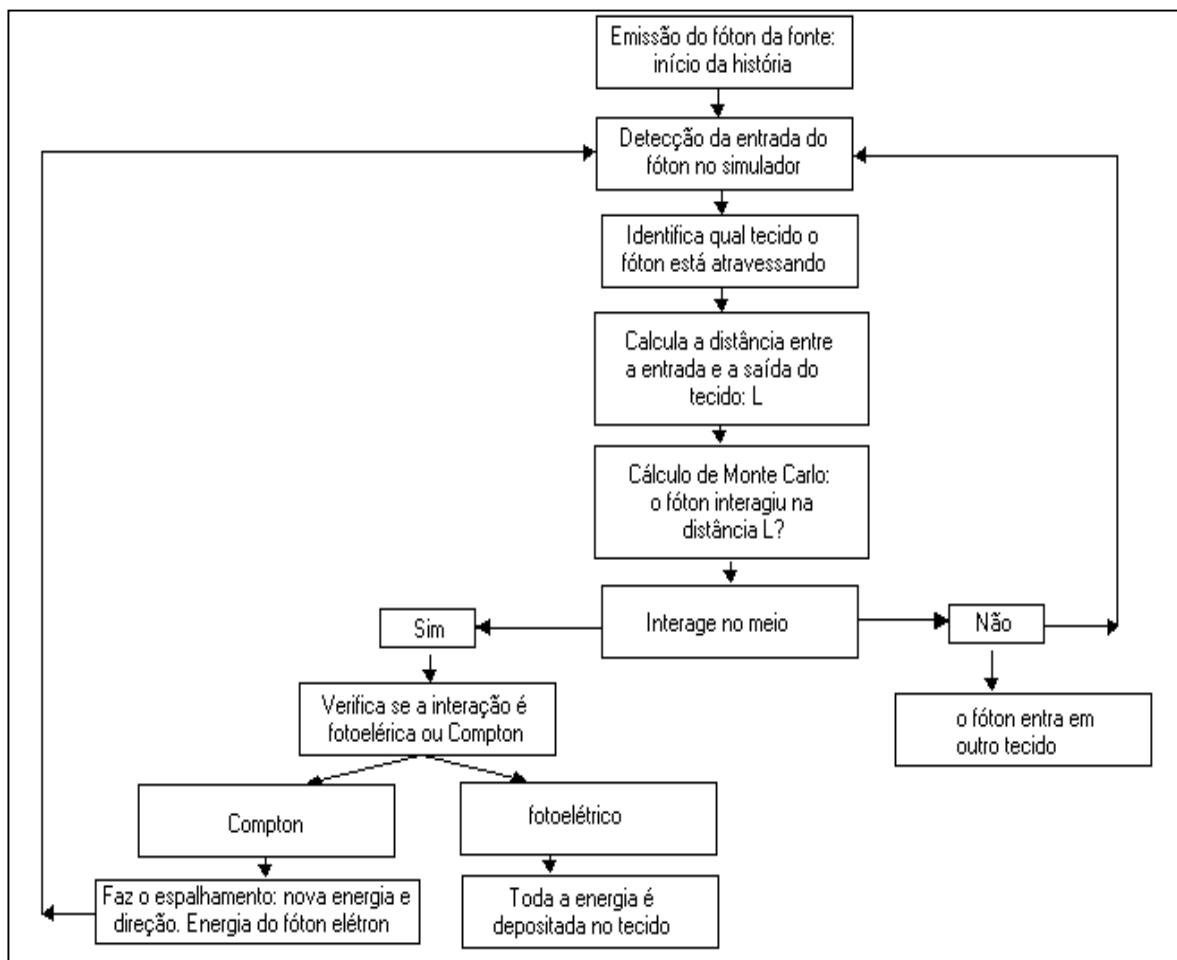 Emissão do fóton da fonte:
início da história
Detecção da entrada do
fóton no simulador
Identifica qual tecido o
fóton está atravessando
Calcula a distância entre
a entrada e a saída do
tecido: L
Cálculo de Monte Carlo:
o fóton interagiu na
distância L?
Interage no meio
Sim
Não
Verifica se a interação é
fotoelérica ou Compton
o fóton entra em
outro tecido
Compton
fotoelétrico
Faz o espalhamento: nova energia e
direção. Energia do fóton elétron
Toda a energia é
depositada no tecido